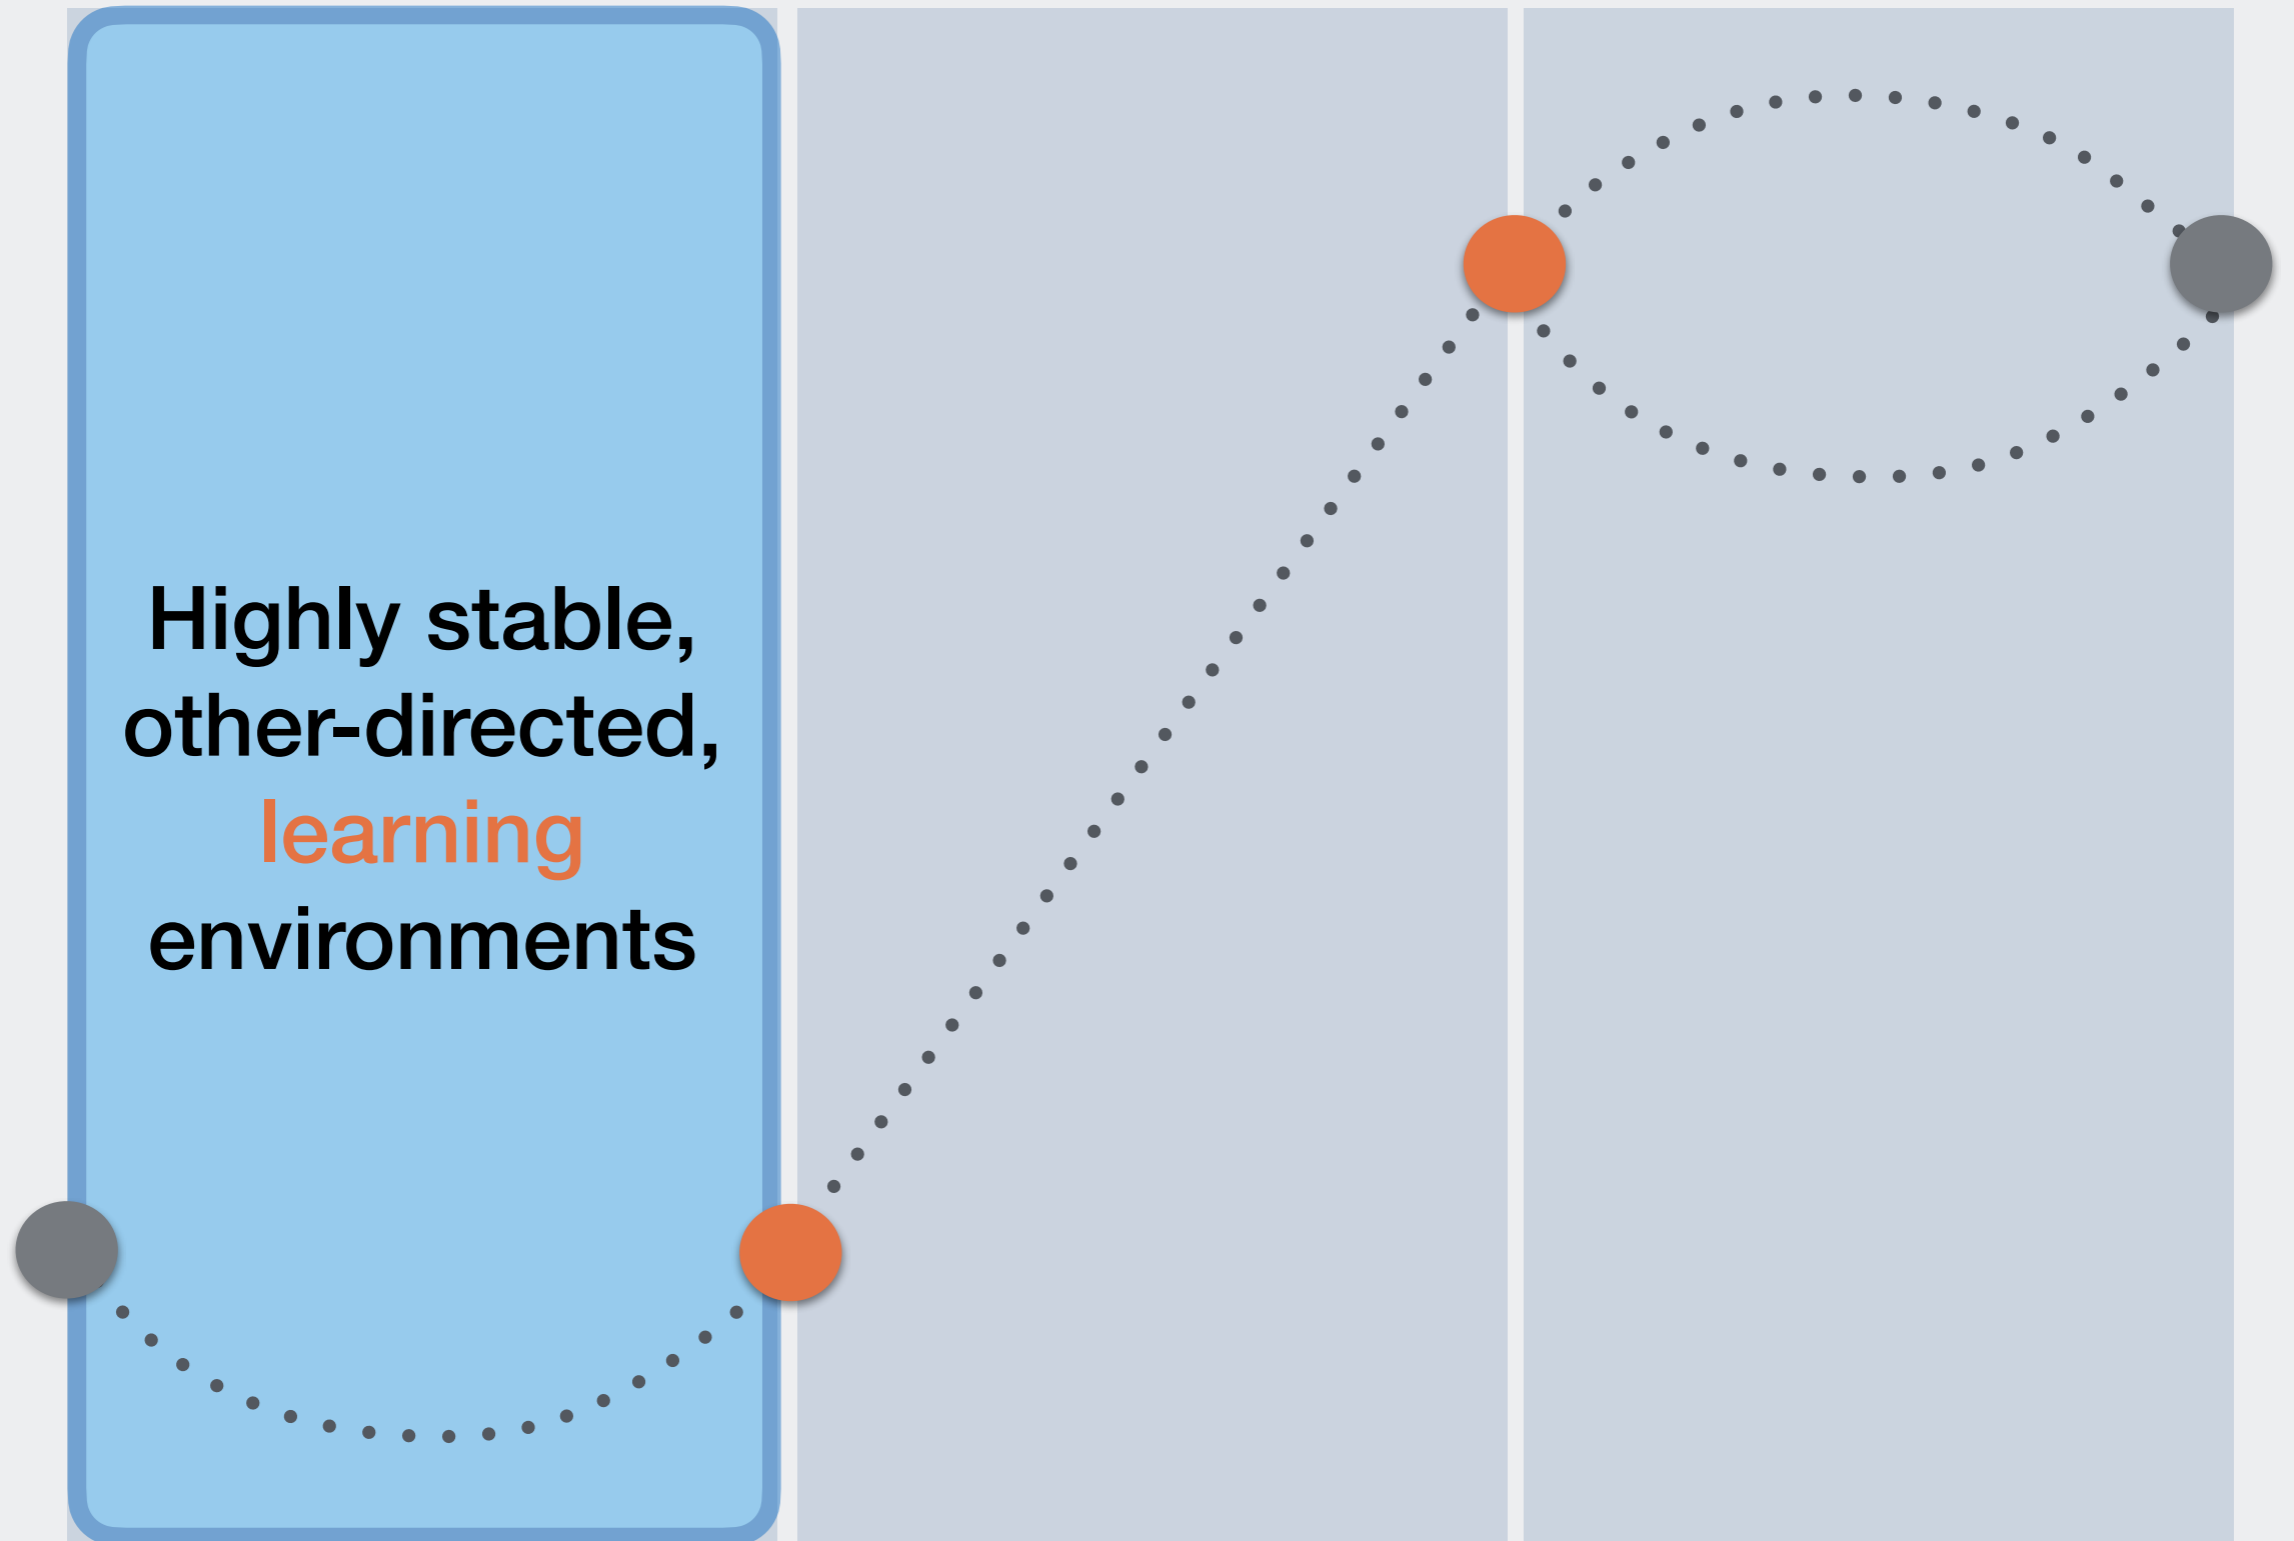 Highly stable,
other-directed,
learning
environments